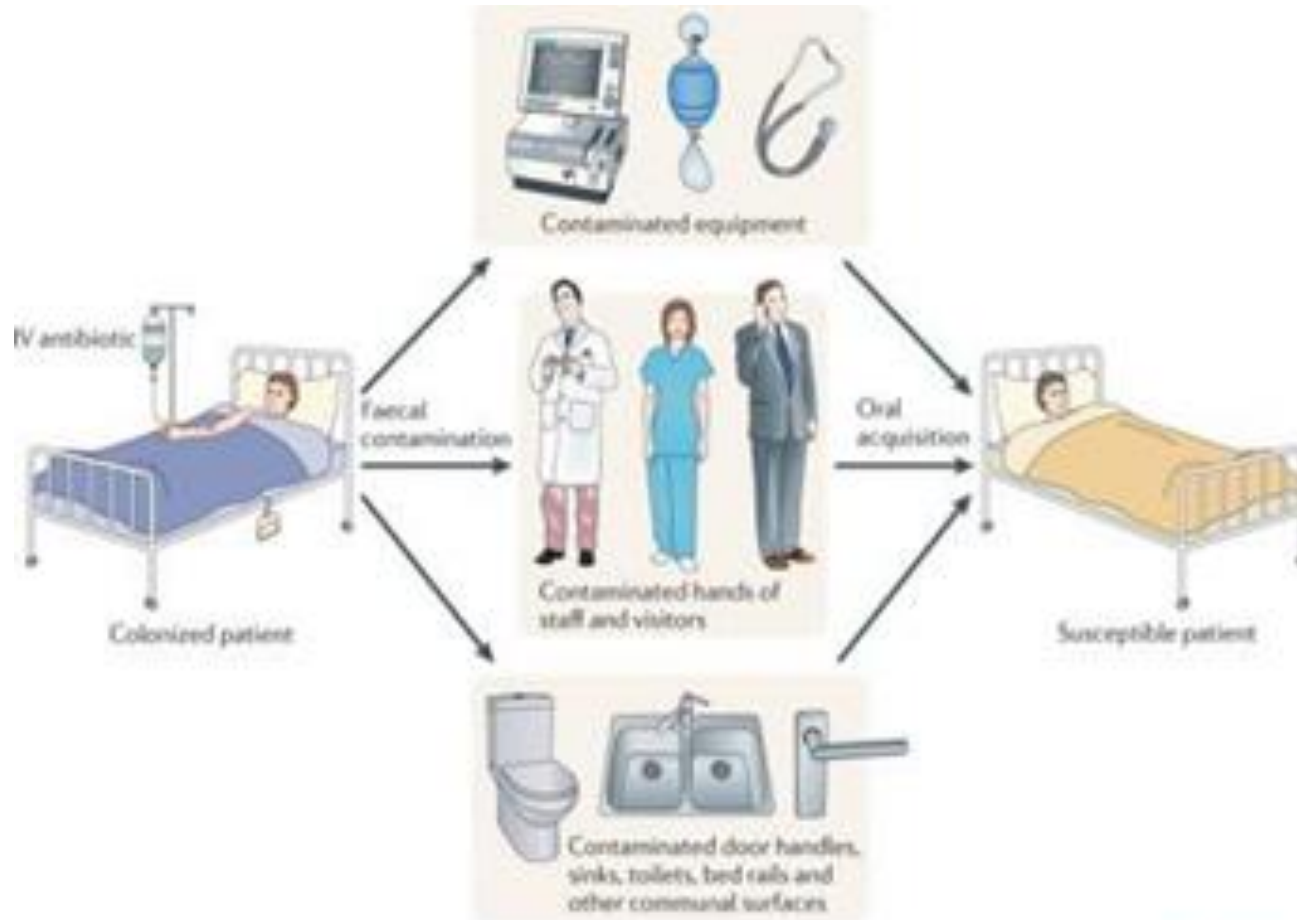 Contaminated equipment
IV antibiotic
Faecal
contamination
Oral
acquisition
Contaminated hands of
staff and visitors
Colonized patient
Susceptible patient
Contaminated door handles,
sinks, toilets, bed rails and
other communal surfaces